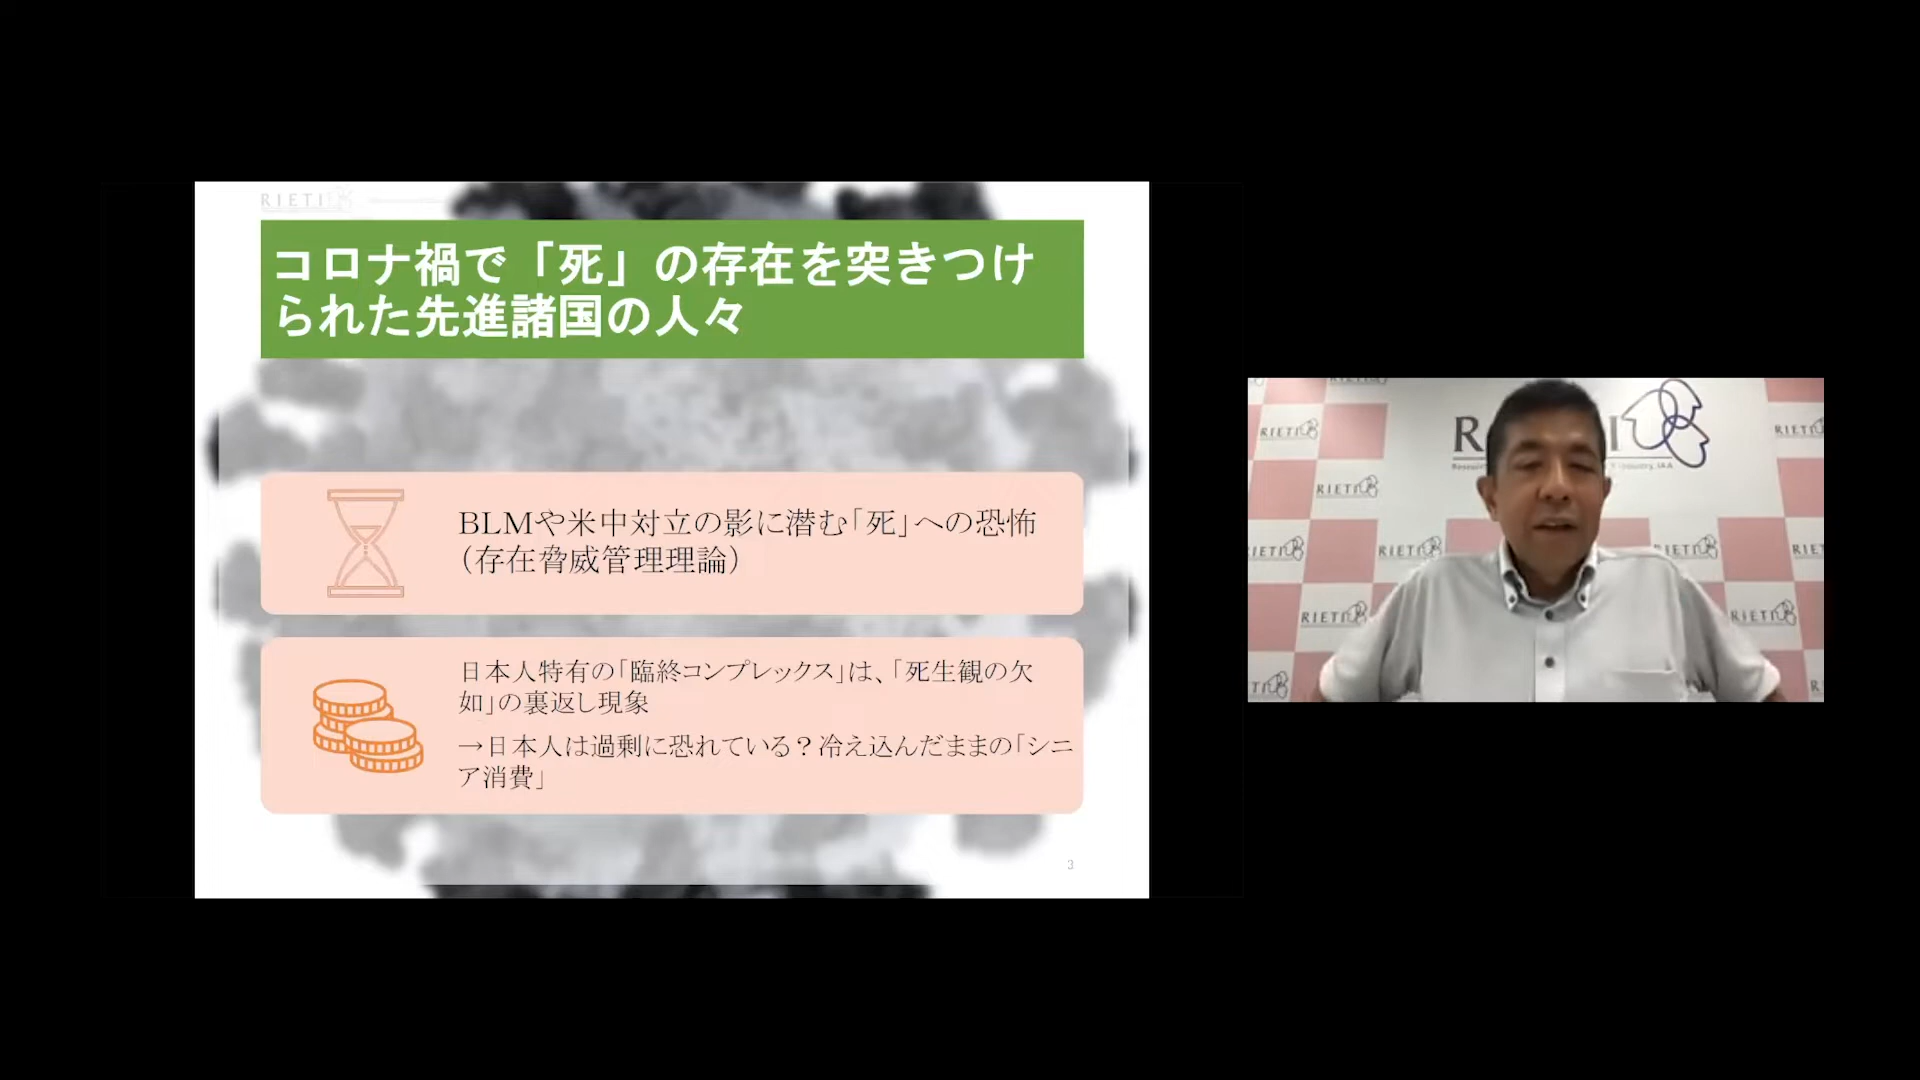 RIETI
コロナ禍で「死」の存在を突きつけ
られた先進諸国の人々
BLMや米中対立の影に潜む「死」への恐怖
（存在脅威管理理論）
日本人特有の「臨終コンプレックス」は、「死生観の欠
如」の裏返し現象
→日本人は過剰に恐れている？冷え込んだままの「シニ
ア消費」
3
RIETI
RIETI
RIETI
RIETI
RIETI
RIETI
RIETI
RIETI
RIETI